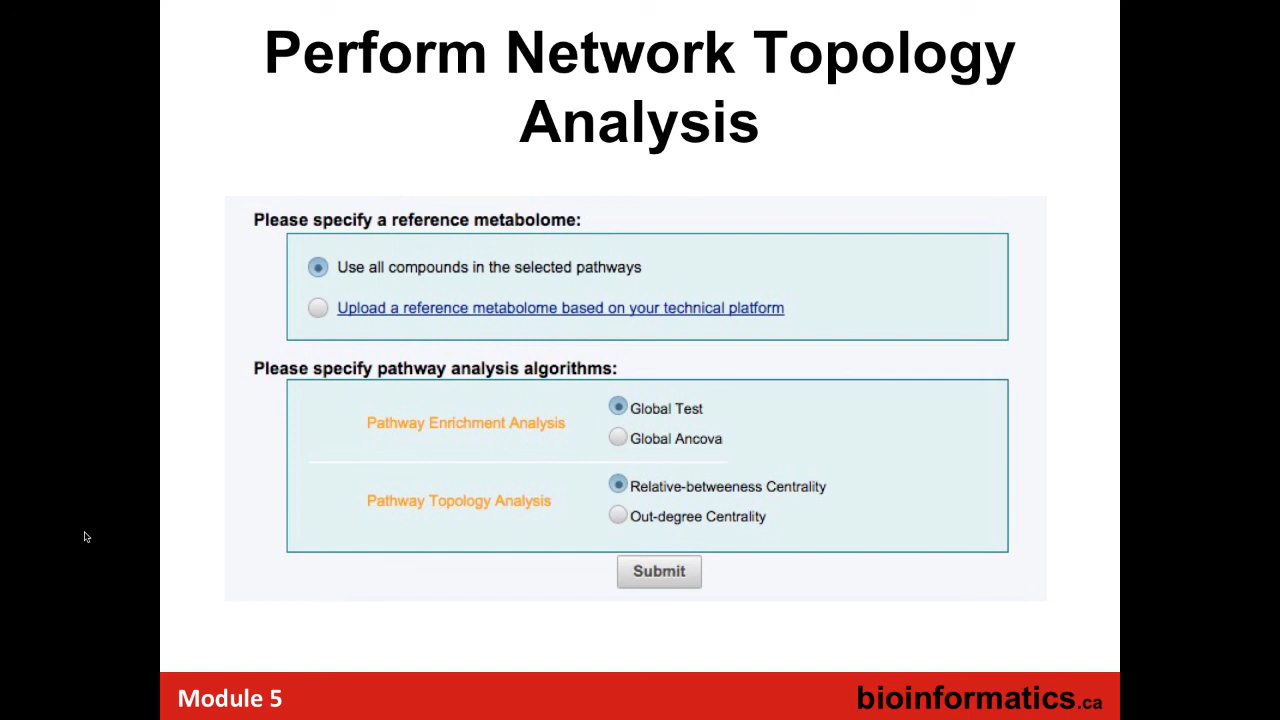 Perform Network Topology
Analysis
Please specify a reference metabolome:
Use all compounds in the selected pathways
Upload a reference metabolome based on your technical platform
Please specify pathway analysis algorithms:
Pathway Enrichment Analysis
Global Test
Global Ancova
Pathway Topology Analysis
Relative-betweeness Centrality
Out-degree Centrality
Submit
Module 5
bioinformatics.ca